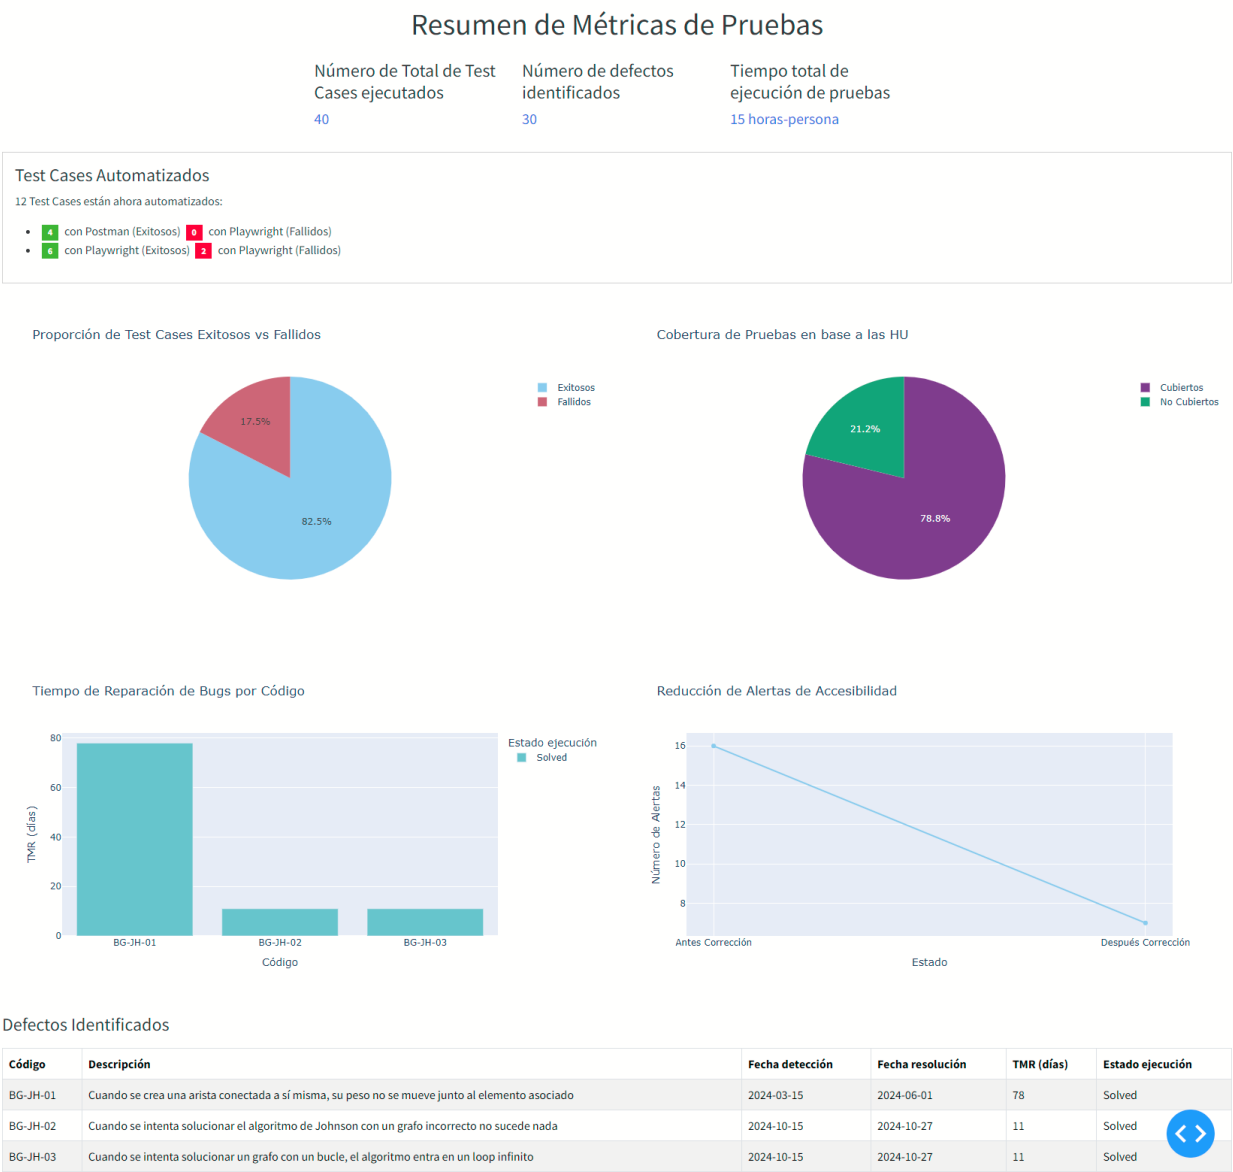 Resumen de Métricas de Pruebas
Número de Total de Test Cases ejecutados
40
Número de defectos identificados
30
Tiempo total de ejecución de pruebas
15 horas-persona
Test Cases Automatizados
12 Test Cases están ahora automatizados:
4 con Postman (Exitosos) 0 con Playwright (Fallidos)
6 con Playwright (Exitosos) 2 con Playwright (Fallidos)
Proporción de Test Cases Exitosos vs Fallidos
17.5%
82.5%
Exitosos
Fallidos
Cobertura de Pruebas en base a las HU
21.2%
78.8%
Cubiertos
No Cubiertos
Tiempo de Reparación de Bugs por Código
80
60
40
20
0
TMR (días)
BG-JH-01 BG-JH-02 BG-JH-03
Código
Estado ejecución
Solved
Reducción de Alertas de Accesibilidad
16
14
12
10
8
Número de Alertas
Antes Corrección Después Corrección
Estado
Defectos Identificados
Código Descripción Fecha detección Fecha resolución TMR (días) Estado ejecución
BG-JH-01 Cuando se crea una arista conectada a sí misma, su peso no se mueve junto al elemento asociado 2024-03-15 2024-06-01 78 Solved
BG-JH-02 Cuando se intenta solucionar el algoritmo de Johnson con un grafo incorrecto no sucede nada 2024-10-15 2024-10-27 11 Solved
BG-JH-03 Cuando se intenta solucionar un grafo con un bucle, el algoritmo entra en un loop infinito 2024-10-15 2024-10-27 11 Solved